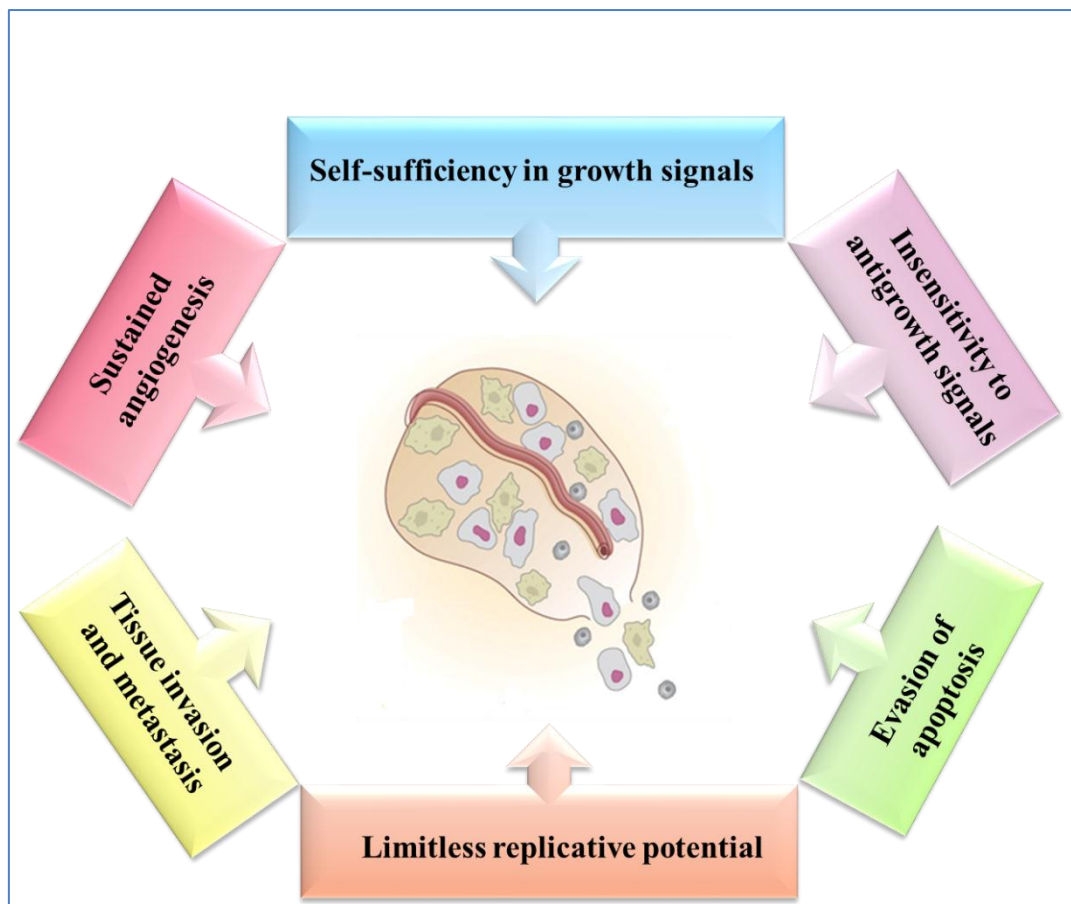 Self-sufficiency in growth signals
Insensitivity to
antigrowth signals
Evasion of
apoptosis
Limitless replicative potential
Tissue invasion
and metastasis
Sustained
angiogenesis